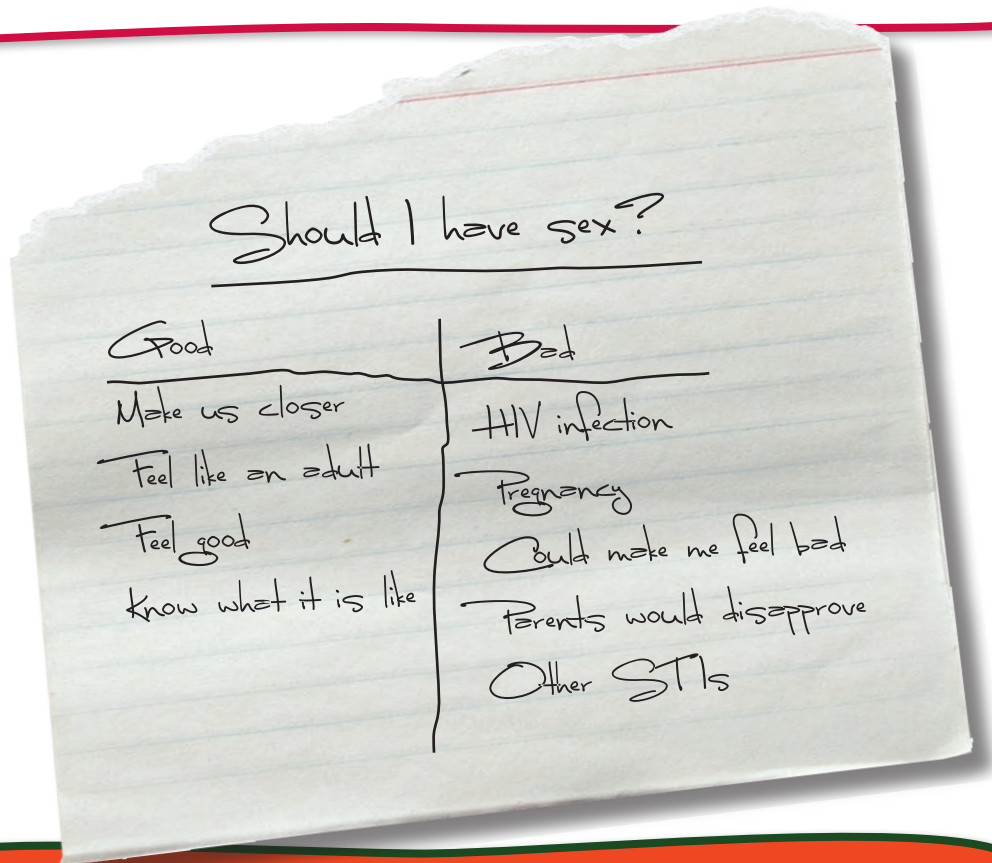 Should I have sex?
Good
Bad
Make us closer
HIV infection
Feel like an adult
Pregnancy
Feel good
Could make me feel bad
Know what it is like
Parents would disapprove
Other STIs